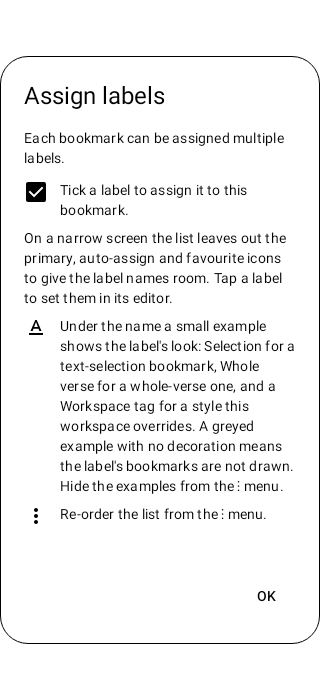 Assign labels
Each bookmark can be assigned multiple
labels.
Tick a label to assign it to this
bookmark.
On a narrow screen the list leaves out the
primary, auto-assign and favourite icons
to give the label names room. Tap a label
to set them in its editor.
A Under the name a small example
shows the label's look: Selection for a
text-selection bookmark, Whole
verse for a whole-verse one, and a
Workspace tag for a style this
workspace overrides. A greyed
example with no decoration means
the label's bookmarks are not drawn.
Hide the examples from the ⋮ menu.
⋮ Re-order the list from the ⋮ menu.
OK